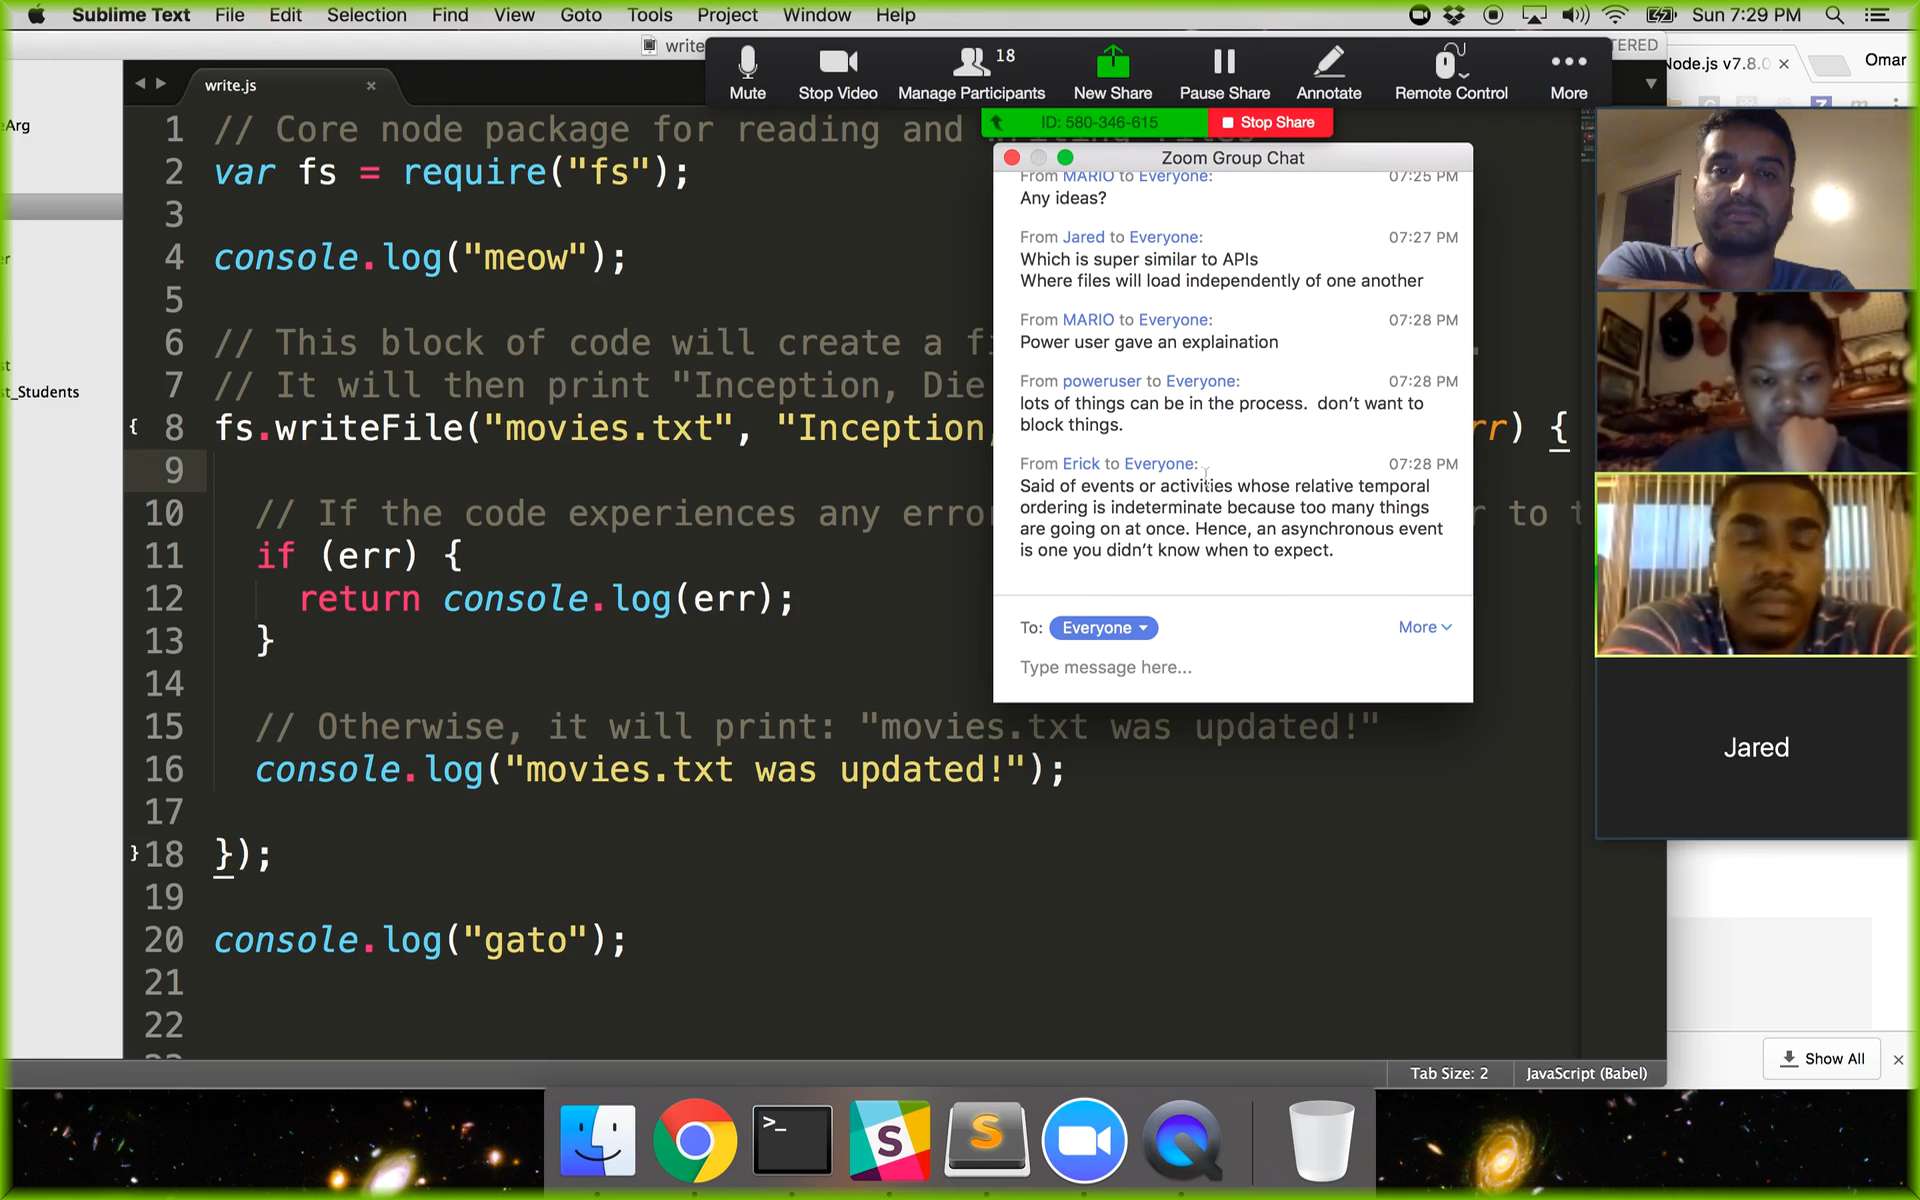 Sublime Text File Edit Selection Find View Goto Tools Project Window Help Sun 7:29 PM
write
TERED
Node.js v7.8.0
Omar
write.js
Mute Stop Video Manage Participants 18 New Share Pause Share Annotate Remote Control More
ID: 580-346-615 Stop Share
eArg
er
st
t_Students
1 // Core node package for reading and
2 var fs = require("fs");
3
4 console.log("meow");
5
6 // This block of code will create a fi
7 // It will then print "Inception, Die
8 fs.writeFile("movies.txt", "Inception, rr) {
9
10 // If the code experiences any erro r to t
11 if (err) {
12 return console.log(err);
13 }
14
15 // Otherwise, it will print: "movies.txt was updated!"
16 console.log("movies.txt was updated!");
17
18 });
19
20 console.log("gato");
21
22
Zoom Group Chat
From MARIO to Everyone: 07:25 PM
Any ideas?
From Jared to Everyone: 07:27 PM
Which is super similar to APIs
Where files will load independently of one another
From MARIO to Everyone: 07:28 PM
Power user gave an explaination
From poweruser to Everyone: 07:28 PM
lots of things can be in the process. don't want to
block things.
From Erick to Everyone: 07:28 PM
Said of events or activities whose relative temporal
ordering is indeterminate because too many things
are going on at once. Hence, an asynchronous event
is one you didn't know when to expect.
To: Everyone More
Type message here...
Jared
Show All
Tab Size: 2 JavaScript (Babel)